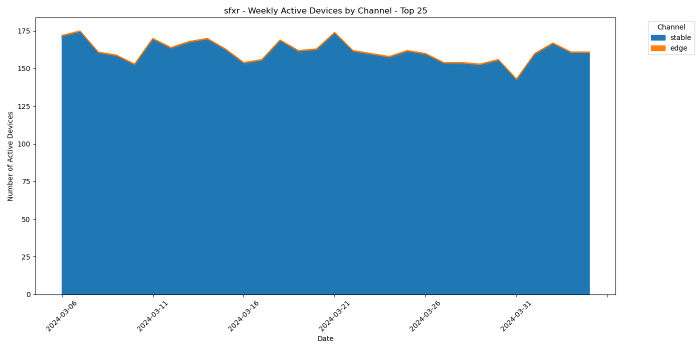 sfxr - Weekly Active Devices by Channel - Top 25
Number of Active Devices
175
150
125
100
75
50
25
0
2024-03-06
2024-03-11
2024-03-16
2024-03-21
2024-03-26
2024-03-31
Date
Channel
stable
edge